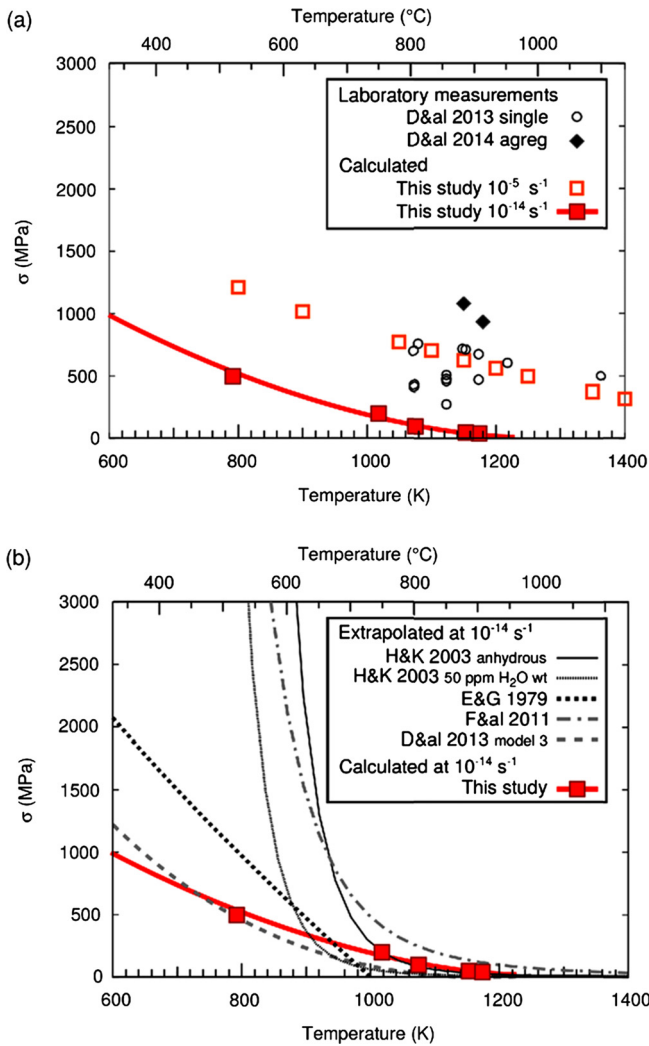 (a)
Temperature (°C)
400 600 800 1000
3000
2500
2000
1500
1000
500
0
σ (MPa)
Laboratory measurements
D&al 2013 single
D&al 2014 agreg
Calculated
This study 10⁻⁵ s⁻¹
This study 10⁻¹⁴ s⁻¹
600 800 1000 1200 1400
Temperature (K)
(b)
Temperature (°C)
400 600 800 1000
3000
2500
2000
1500
1000
500
0
σ (MPa)
Extrapolated at 10⁻¹⁴ s⁻¹
H&K 2003 anhydrous
H&K 2003 50 ppm H₂O wt
E&G 1979
F&al 2011
D&al 2013 model 3
Calculated at 10⁻¹⁴ s⁻¹
This study
600 800 1000 1200 1400
Temperature (K)